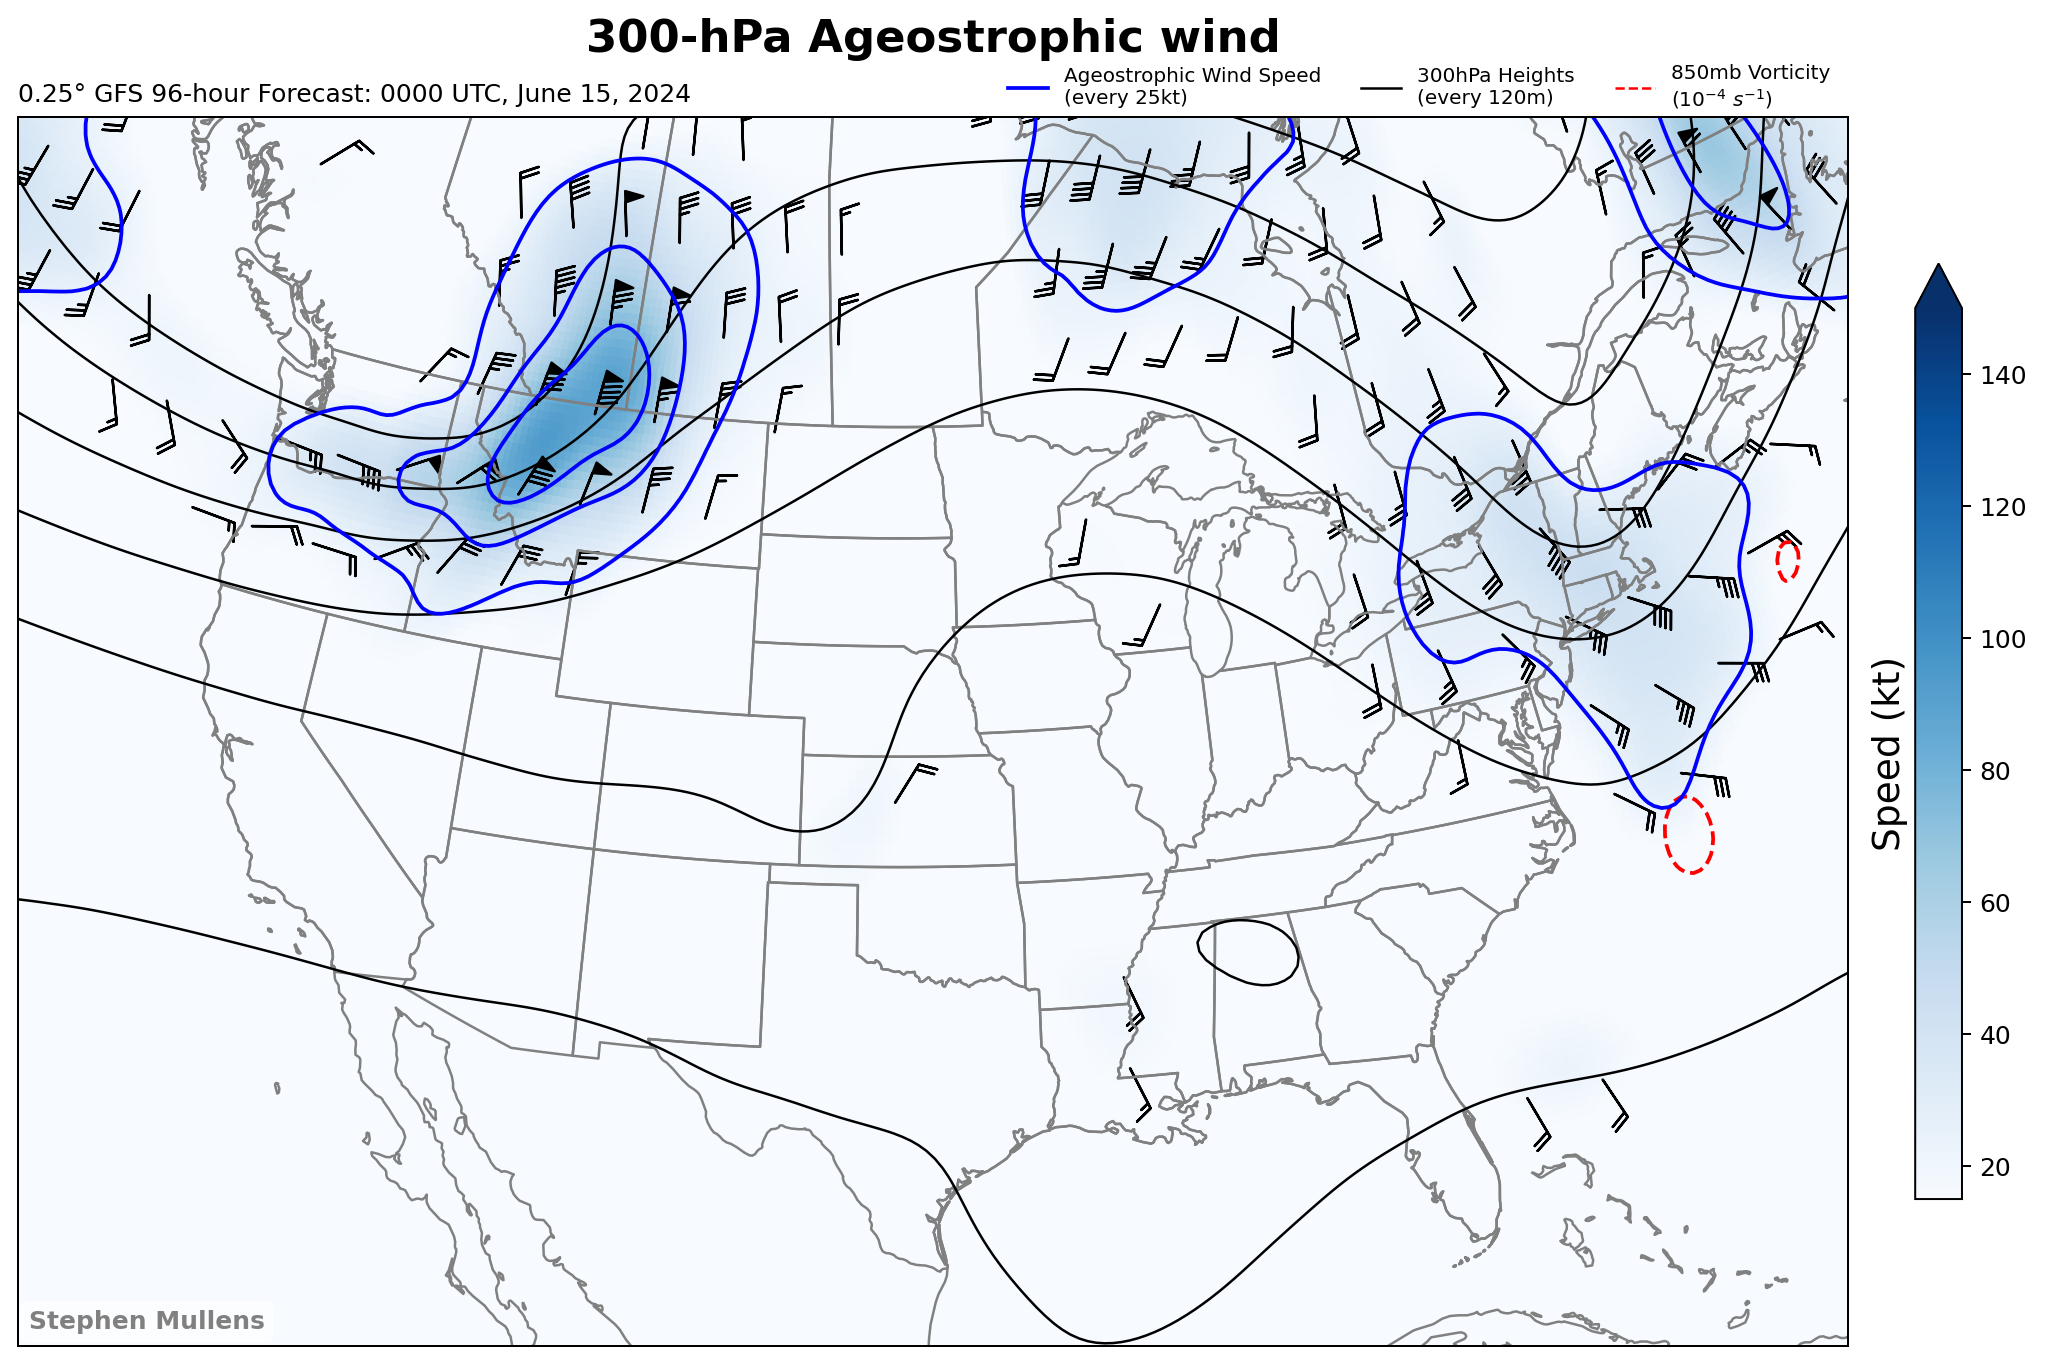 300-hPa Ageostrophic wind
0.25° GFS 96-hour Forecast: 0000 UTC, June 15, 2024
Ageostrophic Wind Speed
(every 25kt)
300hPa Heights
(every 120m)
850mb Vorticity
(10⁻⁴ s⁻¹)
140
120
100
80
60
40
20
Speed (kt)
Stephen Mullens